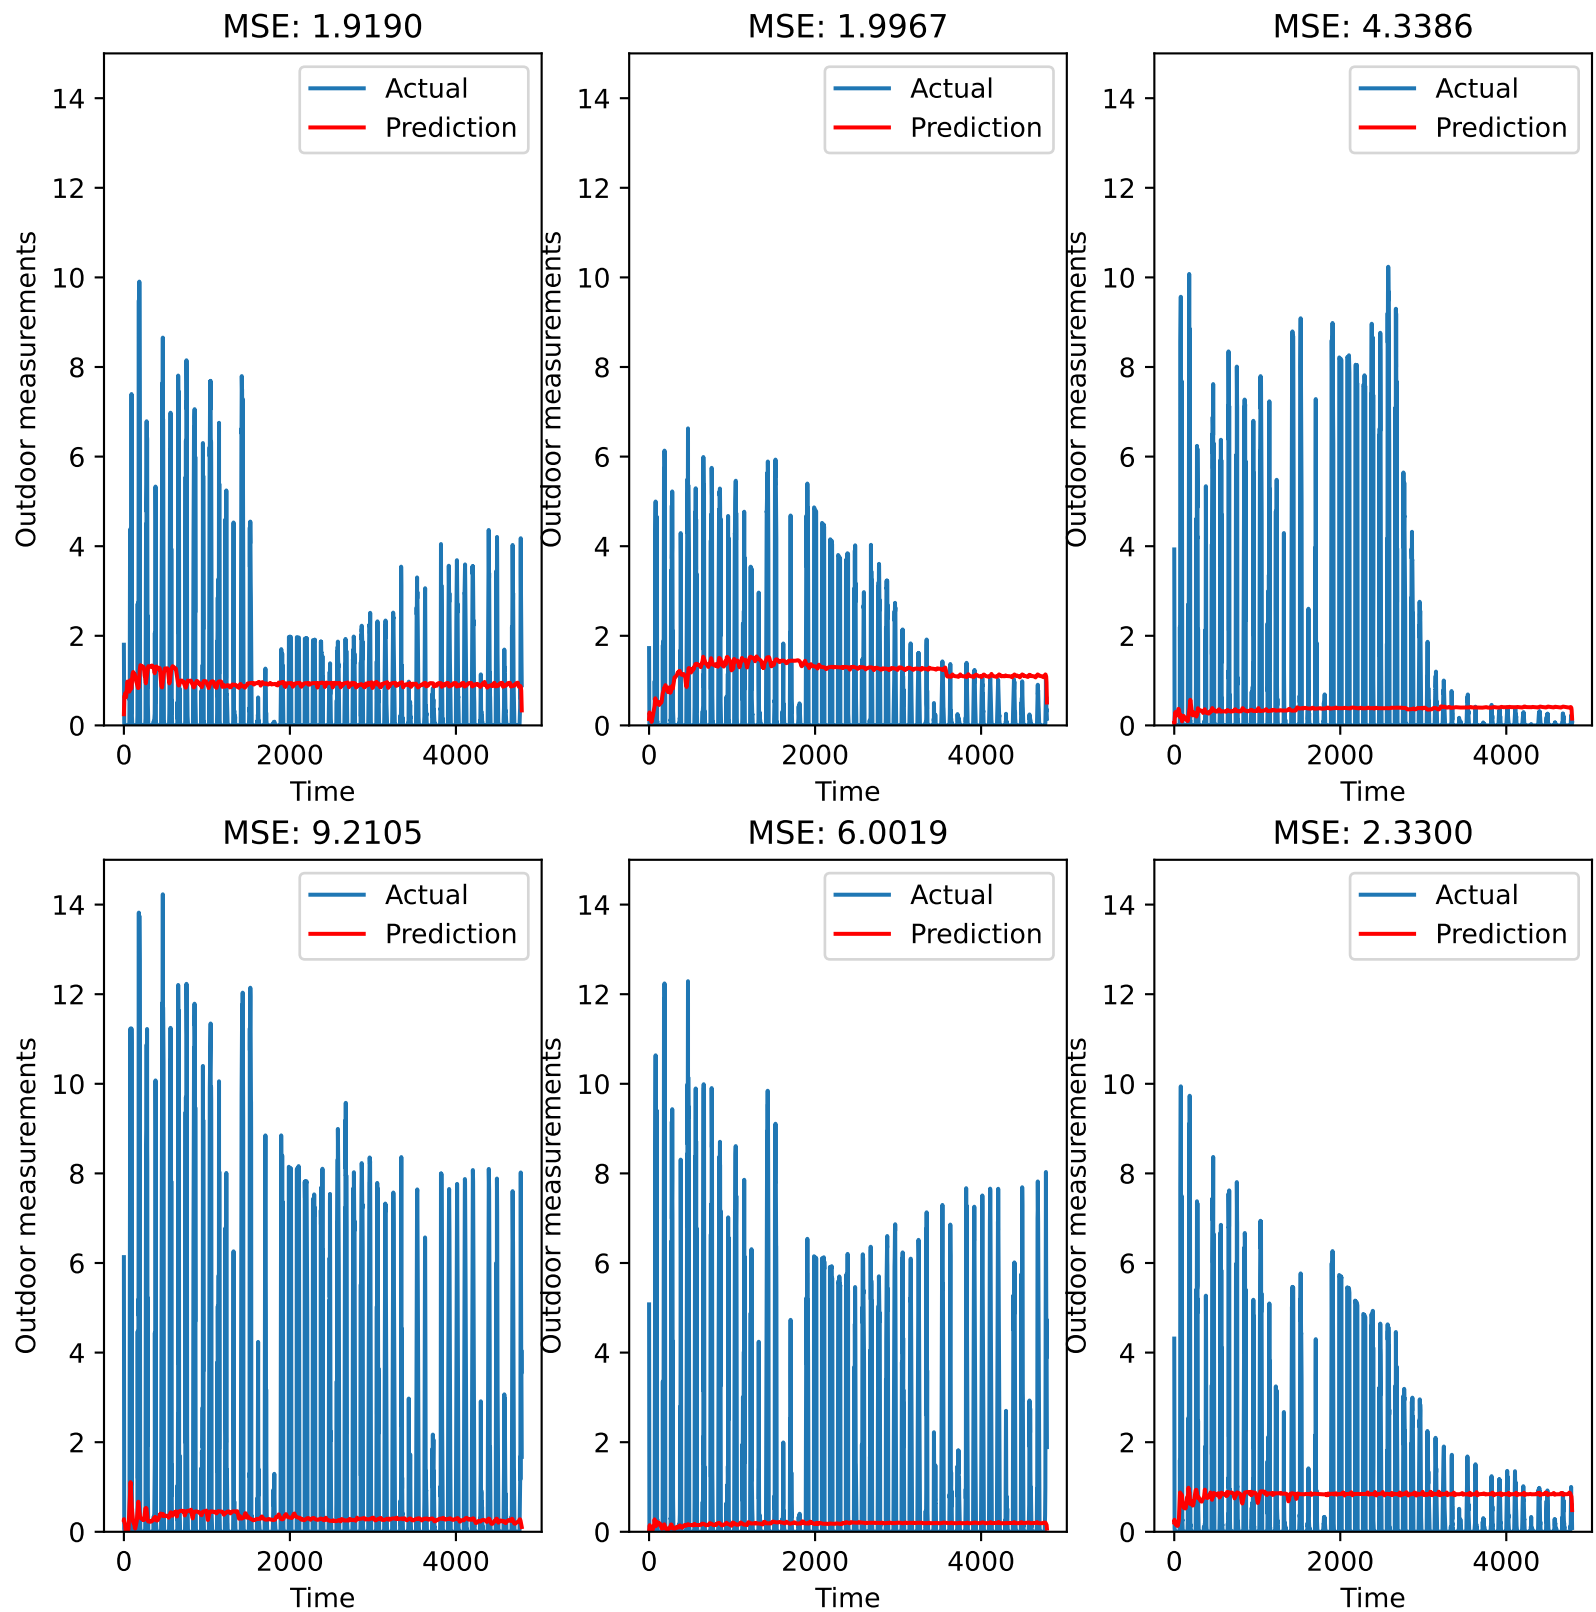 MSE: 1.9190
MSE: 1.9967
MSE: 4.3386
Actual
Prediction
Actual
Prediction
Actual
Prediction
Outdoor measurements
14
12
10
8
6
4
2
0
0 2000 4000
Time
Outdoor measurements
14
12
10
8
6
4
2
0
0 2000 4000
Time
Outdoor measurements
14
12
10
8
6
4
2
0
0 2000 4000
Time
MSE: 9.2105
MSE: 6.0019
MSE: 2.3300
Actual
Prediction
Actual
Prediction
Actual
Prediction
Outdoor measurements
14
12
10
8
6
4
2
0
0 2000 4000
Time
Outdoor measurements
14
12
10
8
6
4
2
0
0 2000 4000
Time
Outdoor measurements
14
12
10
8
6
4
2
0
0 2000 4000
Time